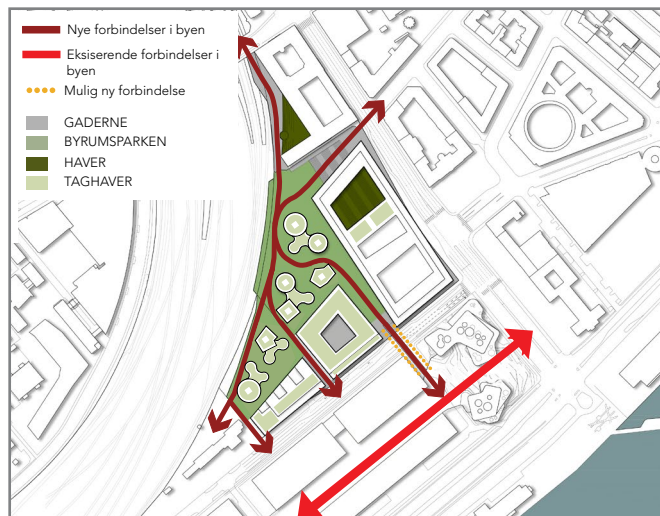 Nye forbindelser i byen
Eksiserende forbindelser i
byen
Mulig ny forbindelse
GADERNE
BYRUMSPARKEN
HAVER
TAGHAVER